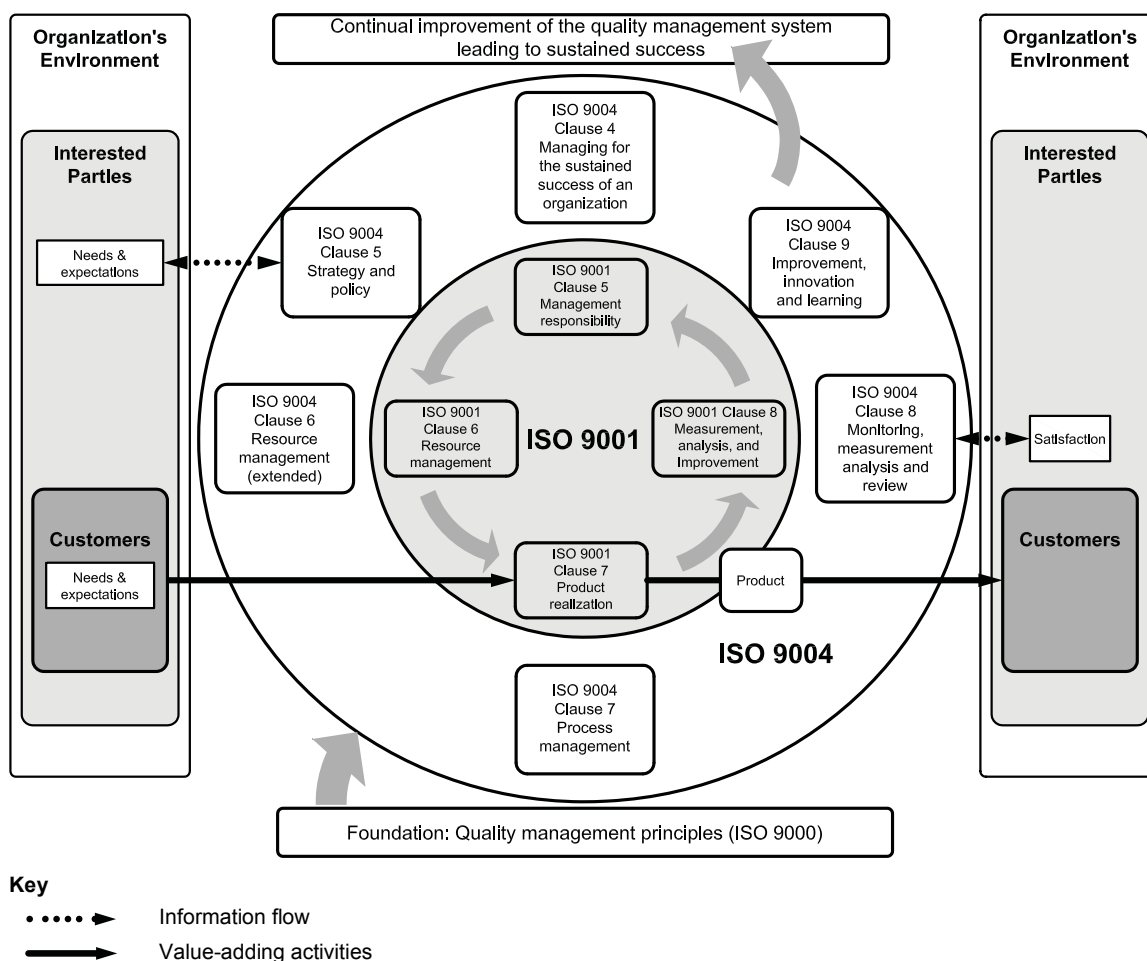 Continual improvement of the quality management system
leading to sustained success
OrganIzation's
Environment
Interested
PartIes
Needs &
expectations
Customers
Needs &
expectations
ISO 9004
Clause 4
Managing for
the sustained
success of an
organization
ISO 9004
Clause 5
Strategy and
policy
ISO 9004
Clause 9
Improvement,
innovation
and learning
ISO 9001
Clause 5
Management
responsibility
ISO 9004
Clause 6
Resource
management
(extended)
ISO 9001
Clause 6
Resource
management
ISO 9001
ISO 9001 Clause 8
Measurement,
analysis, and
Improvement
ISO 9004
Clause 8
Monitoring,
measurement
analysis and
review
ISO 9001
Clause 7
Product
realization
Product
ISO 9004
ISO 9004
Clause 7
Process
management
OrganIzation's
Environment
Interested
PartIes
Satisfaction
Customers
Foundation: Quality management principles (ISO 9000)
Key
Information flow
Value-adding activities